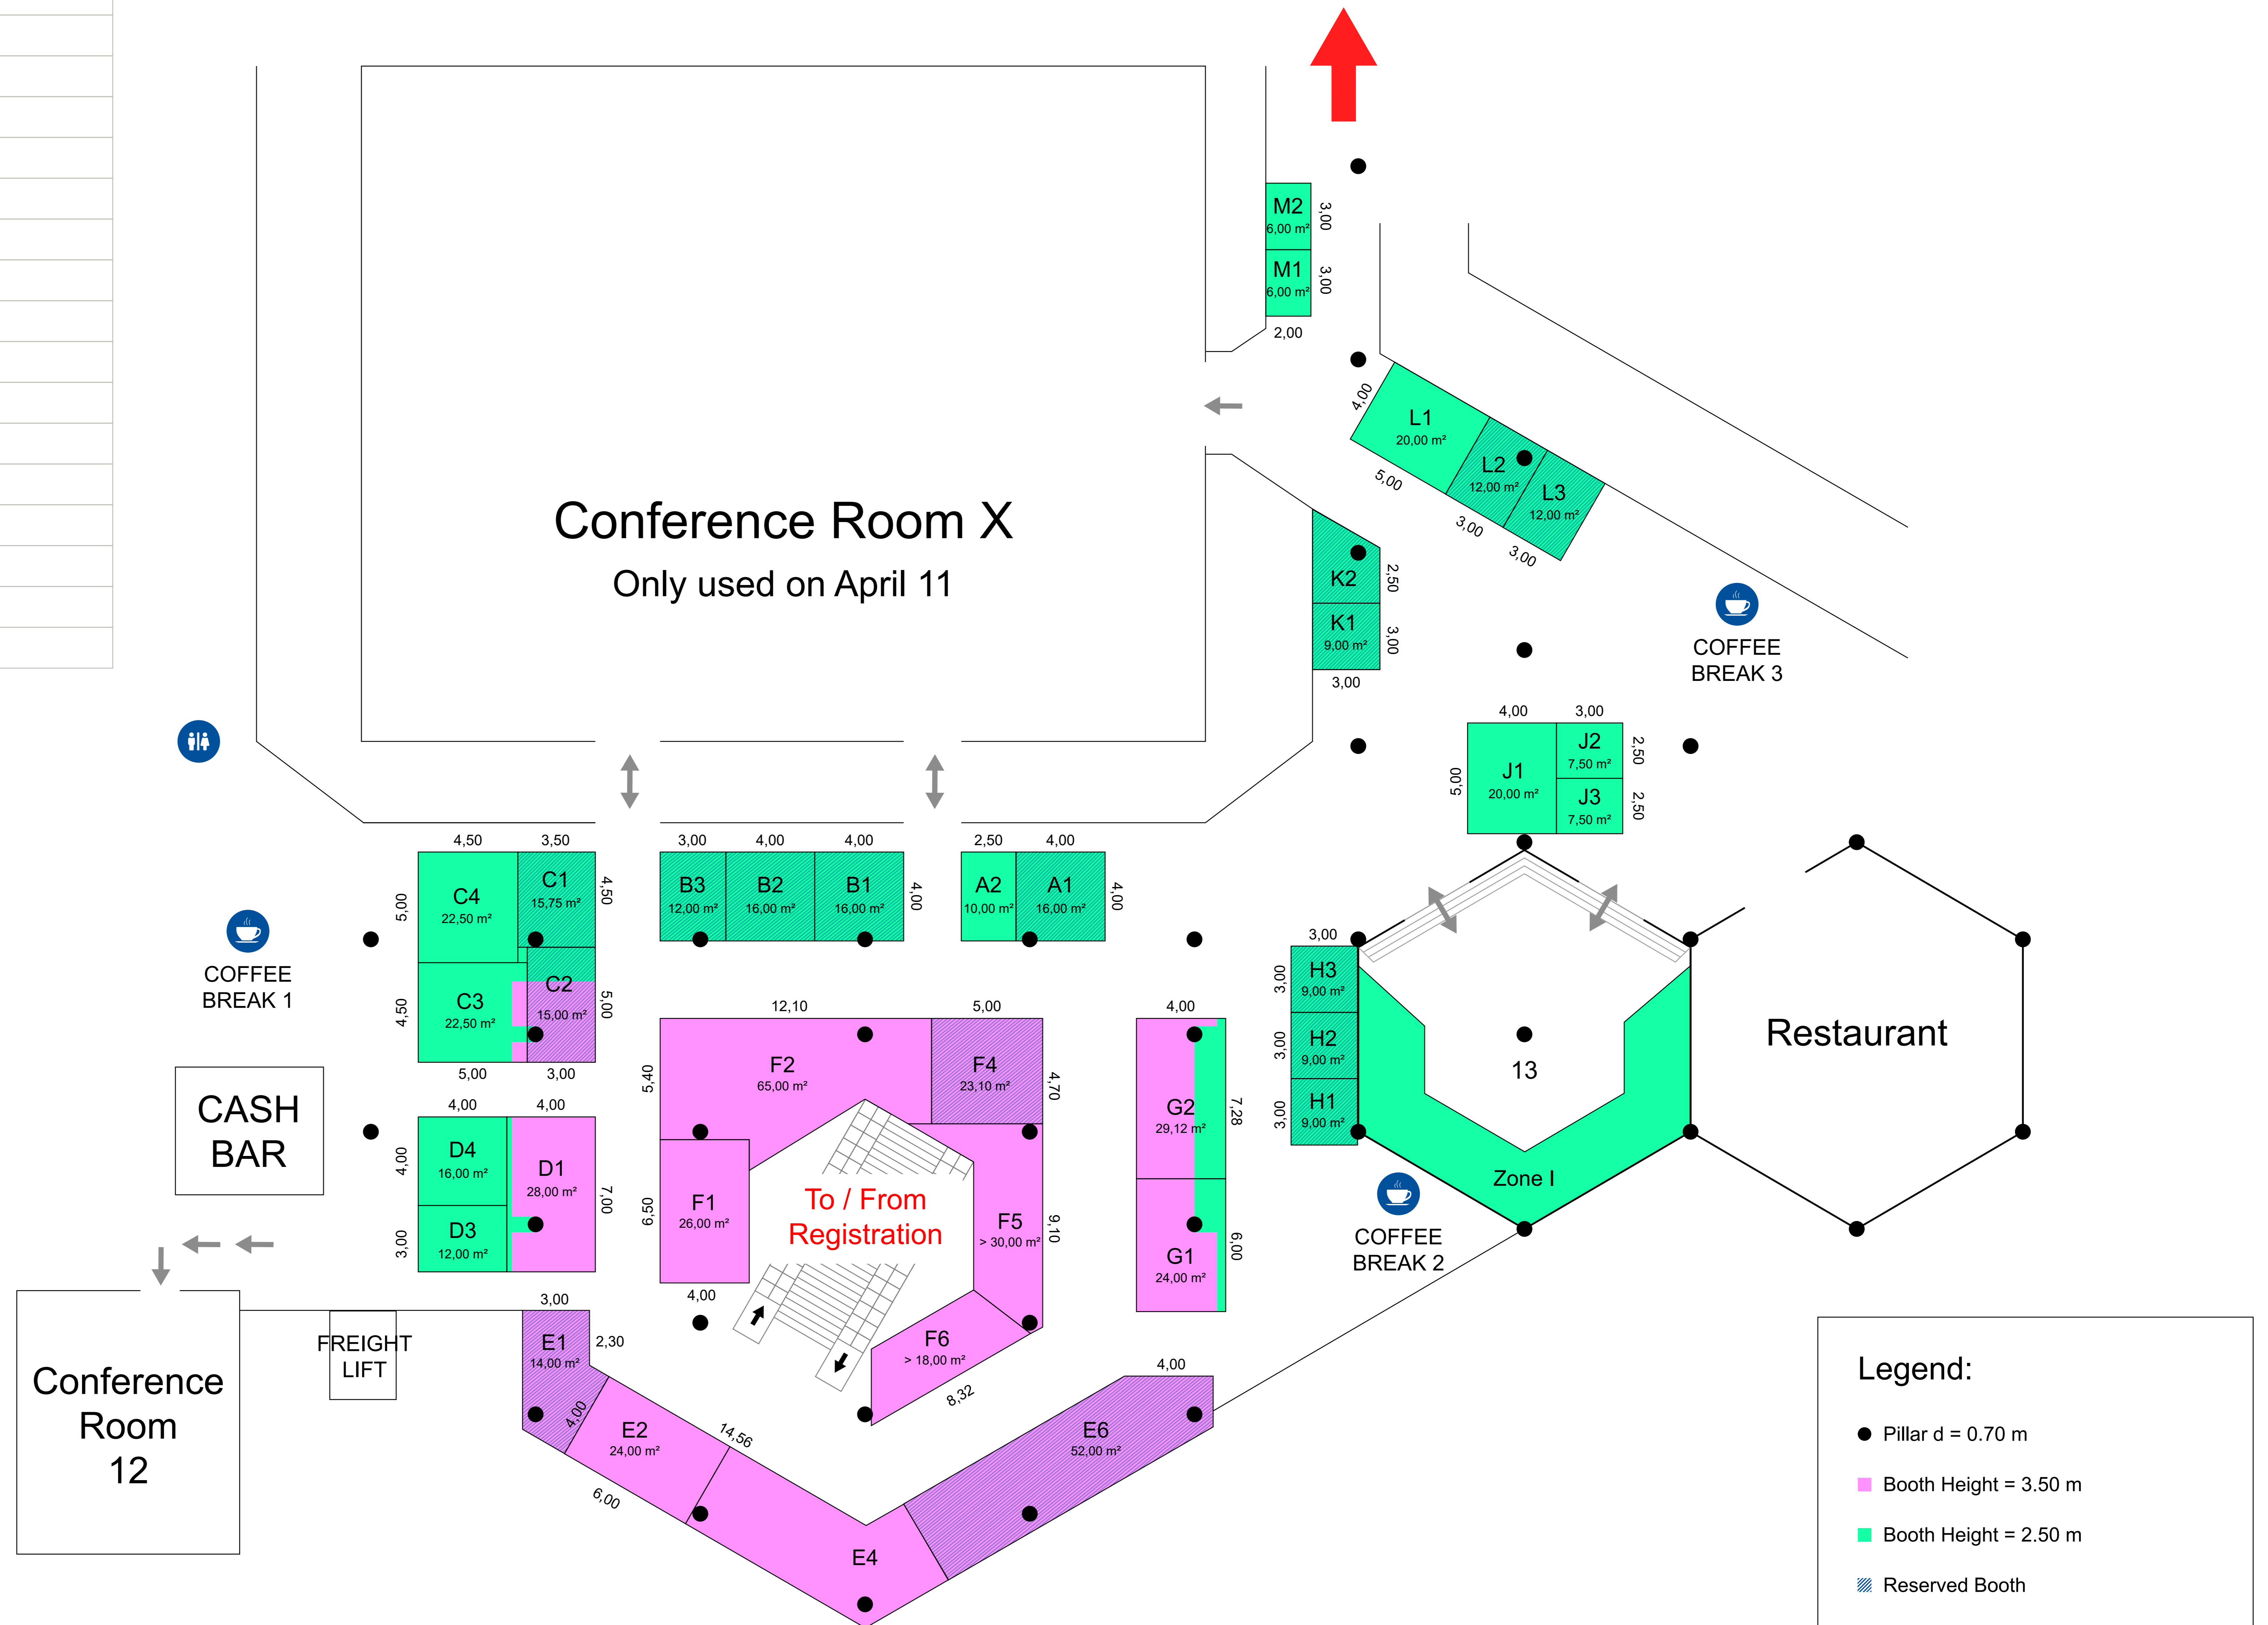 M2
6,00 m²
3,00
M1
6,00 m²
3,00
2,00
4,00
L1
20,00 m²
5,00
L2
12,00 m²
3,00
L3
12,00 m²
3,00
Conference Room X
Only used on April 11
K2
2,50
K1
9,00 m²
3,00
3,00
COFFEE
BREAK 3
4,00
3,00
J1
20,00 m²
5,00
J2
7,50 m²
2,50
J3
7,50 m²
2,50
4,50
3,50
C4
22,50 m²
5,00
C1
15,75 m²
4,50
C3
22,50 m²
4,50
C2
15,00 m²
5,00
5,00
3,00
3,00
4,00
4,00
B3
12,00 m²
B2
16,00 m²
B1
16,00 m²
4,00
2,50
4,00
A2
10,00 m²
A1
16,00 m²
4,00
COFFEE
BREAK 1
CASH
BAR
4,00
4,00
D4
16,00 m²
4,00
D1
28,00 m²
7,00
D3
12,00 m²
3,00
12,10
5,00
F2
65,00 m²
5,40
F4
23,10 m²
4,70
F1
26,00 m²
6,50
4,00
To / From
Registration
F5
> 30,00 m²
9,10
F6
> 18,00 m²
8,32
4,00
G2
29,12 m²
7,28
G1
24,00 m²
6,00
3,00
H3
9,00 m²
3,00
H2
9,00 m²
3,00
H1
9,00 m²
3,00
13
Zone I
Restaurant
COFFEE
BREAK 2
FREIGHT
LIFT
Conference
Room
12
3,00
E1
14,00 m²
2,30
4,00
E2
24,00 m²
6,00
14,56
E4
E6
52,00 m²
4,00
Legend:
Pillar d = 0.70 m
Booth Height = 3.50 m
Booth Height = 2.50 m
Reserved Booth